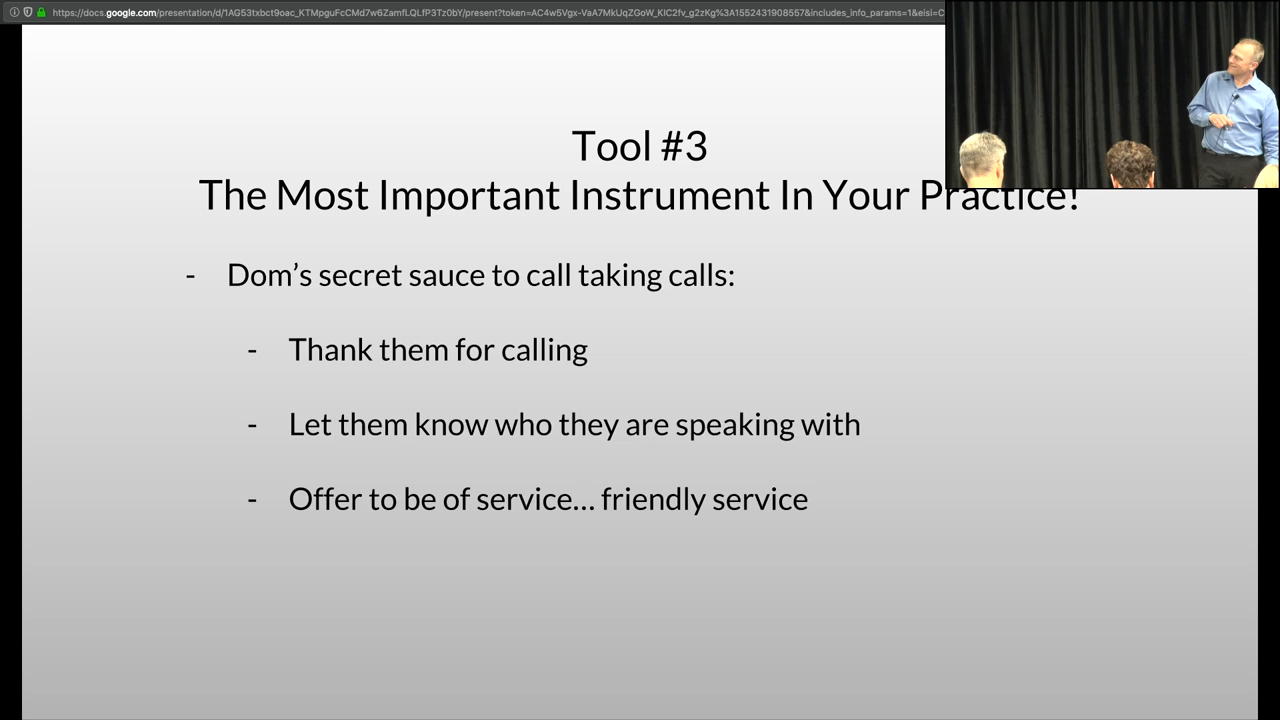 https://docs.google.com/presentation/d/1AG53txbct9oac_KTMpguFcCMd7w6ZamfLQLfP3Tz0bY/present?token=AC4w5Vgx-VaA7MkUqZGoW_KIC2fv_g2zKg%3A1552431908557&includes_info_params=1&eisi=C
Tool #3
The Most Important Instrument In Your Practice!
- Dom’s secret sauce to call taking calls:
- Thank them for calling
- Let them know who they are speaking with
- Offer to be of service... friendly service